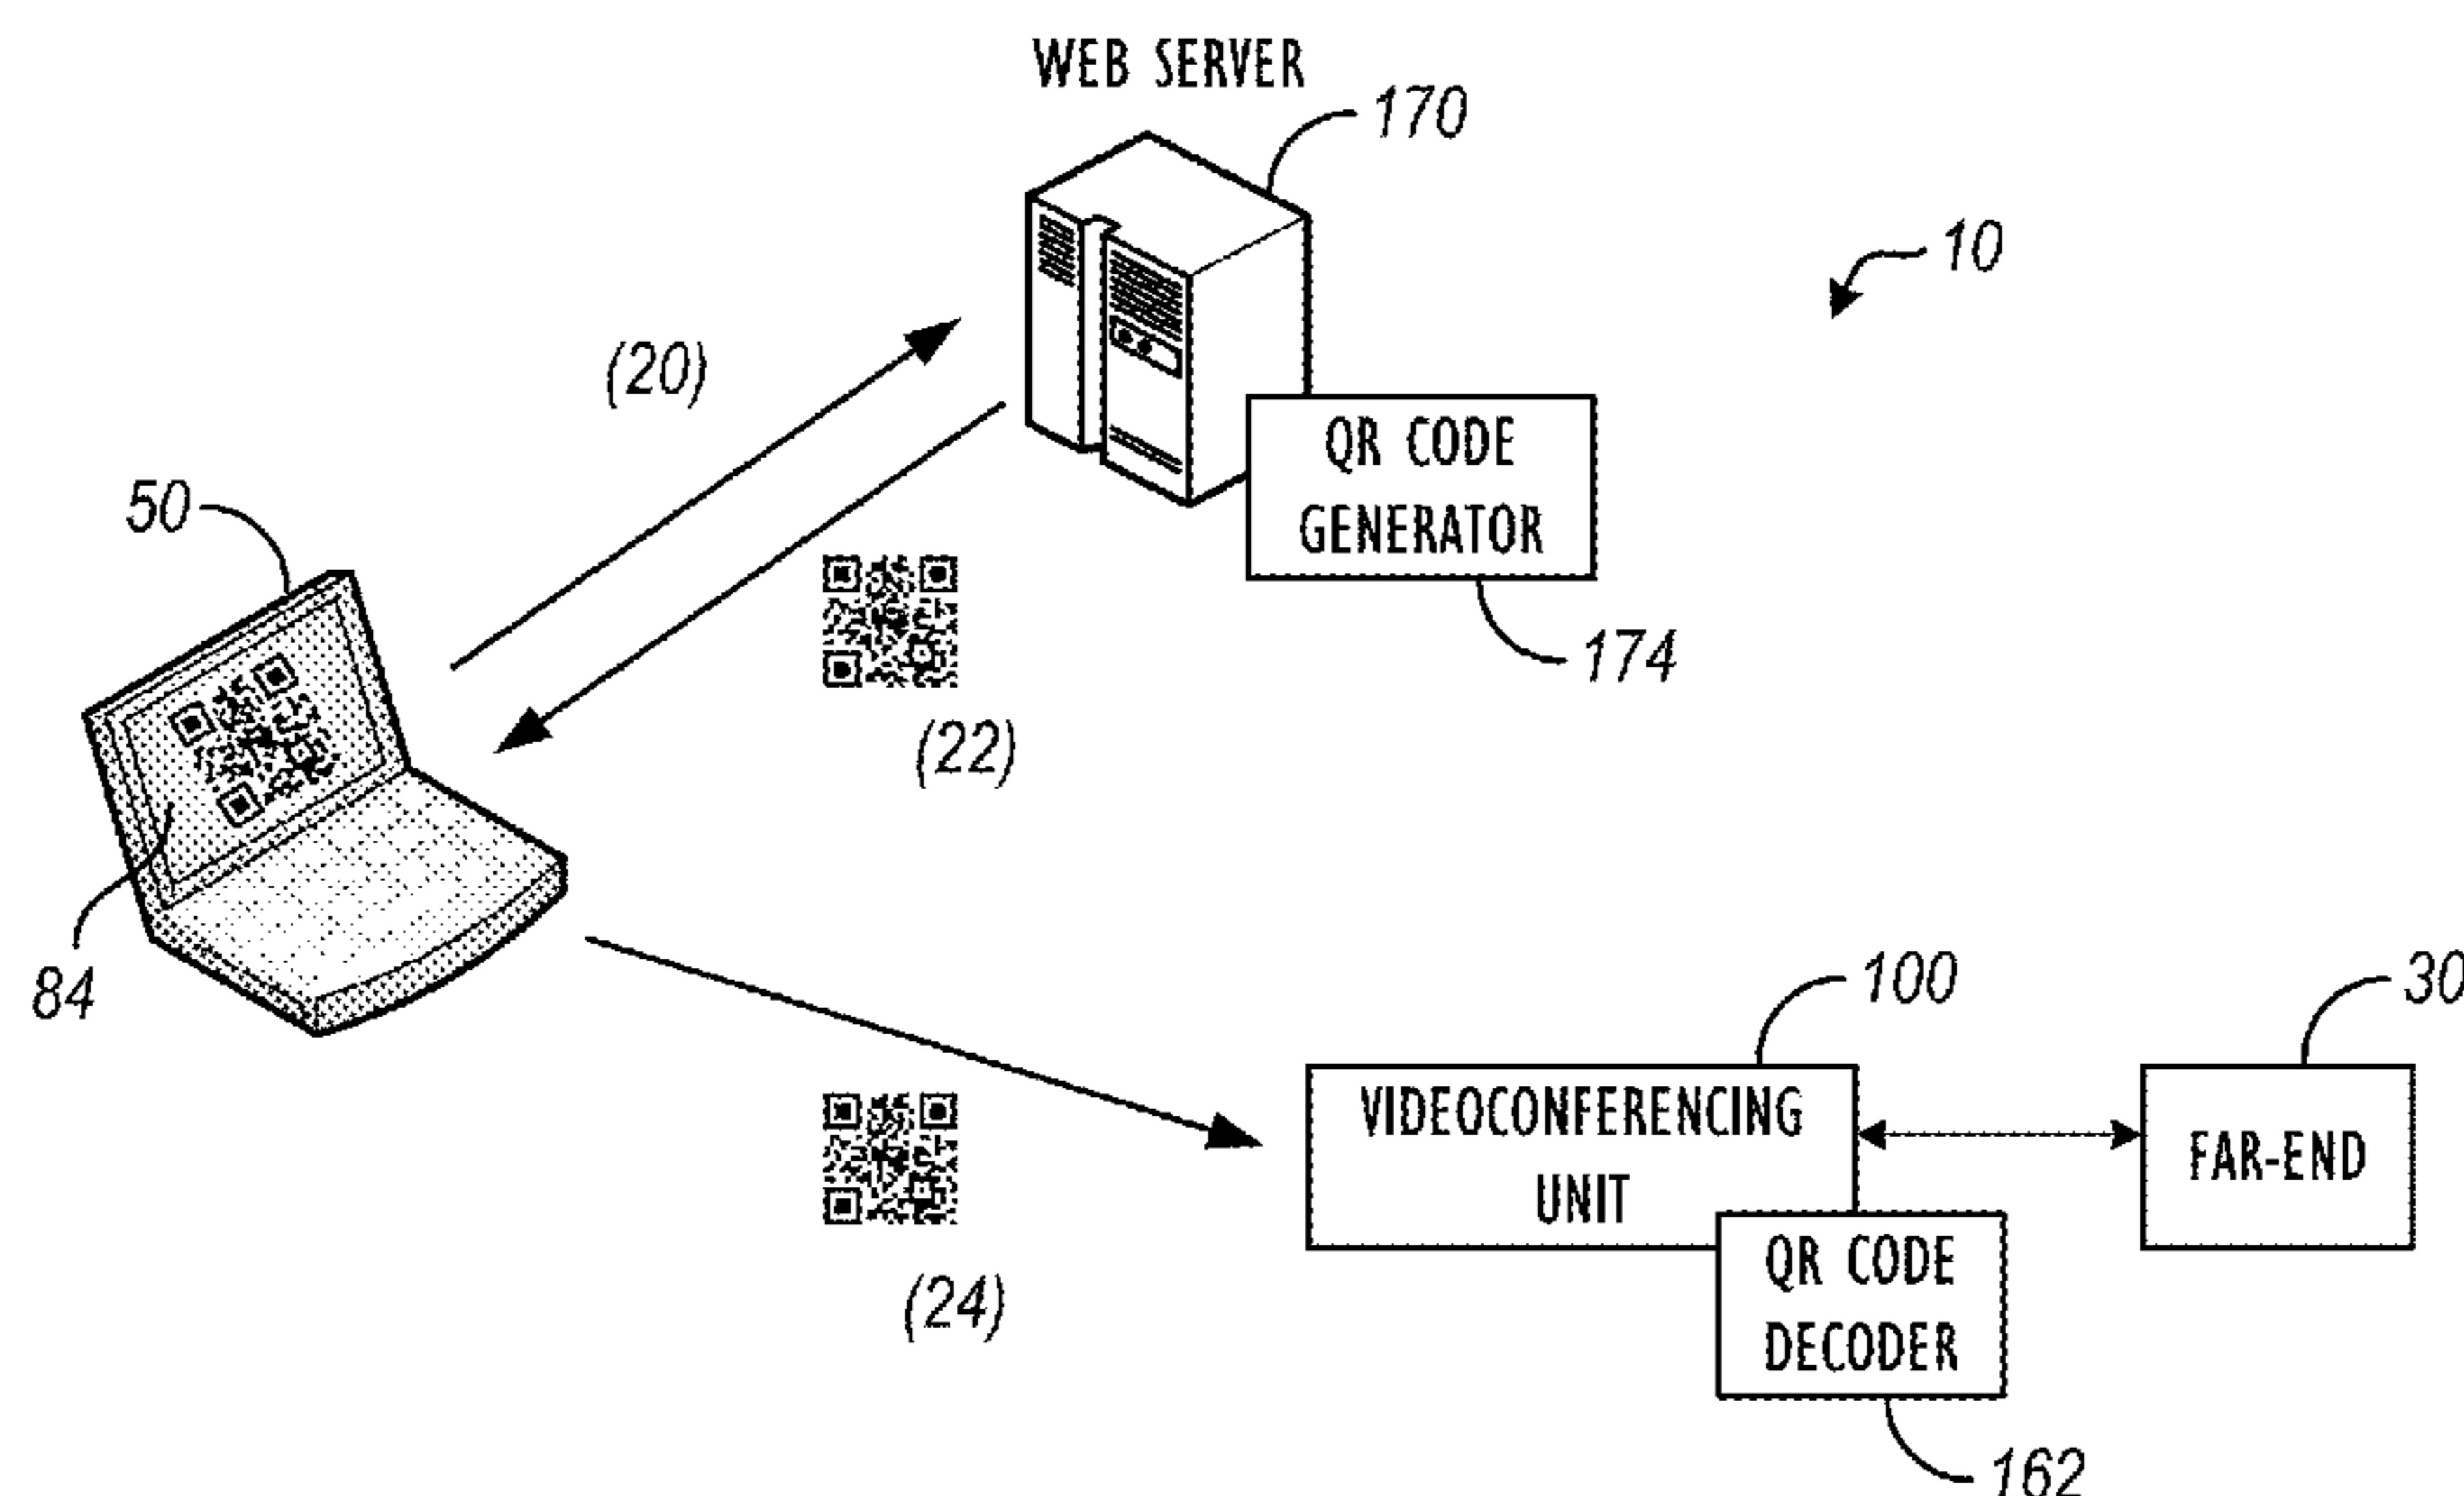 WEB SERVER
170
10
(20)
QR CODE
GENERATOR
50
174
(22)
84
100
30
VIDEOCONFERENCING
UNIT
FAR-END
QR CODE
DECODER
(24)
162